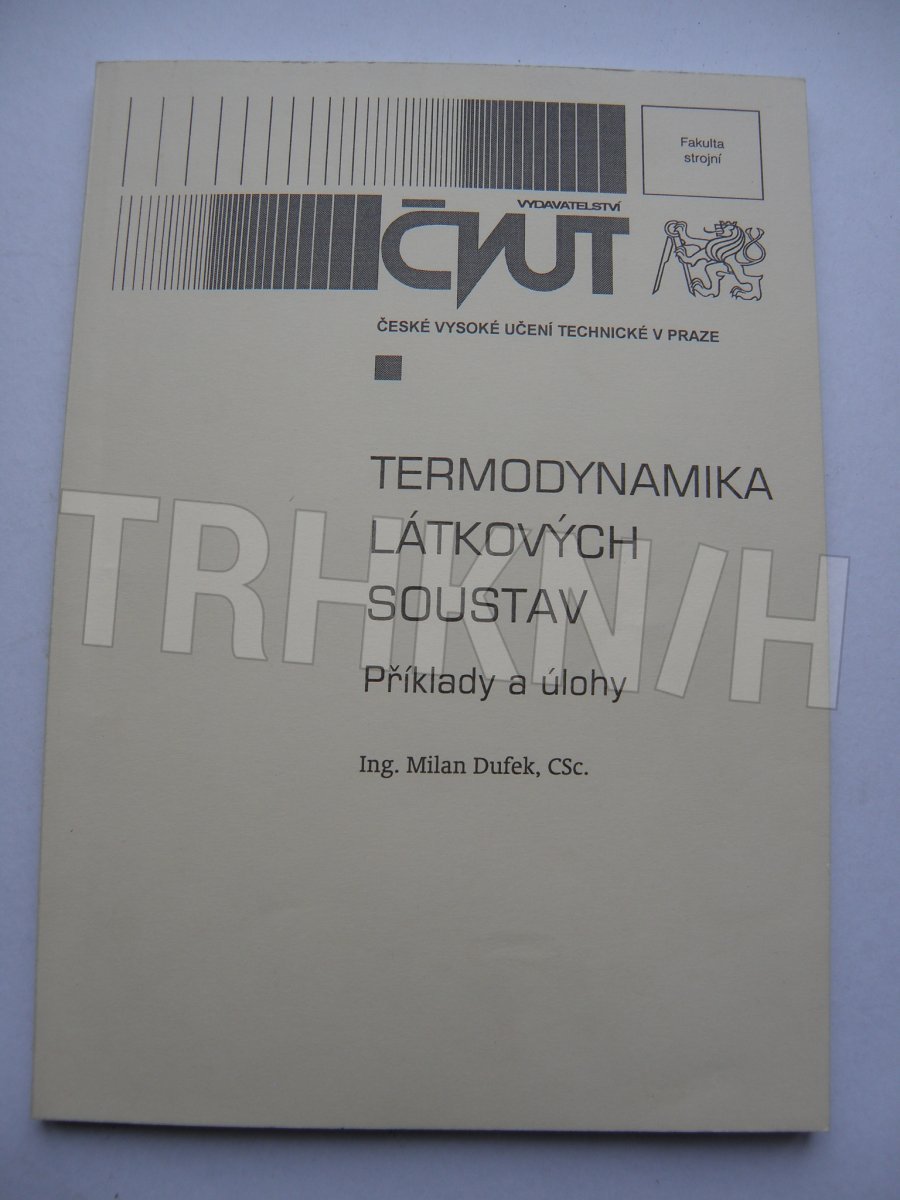 Fakulta
strojní
VYDAVATELSTVÍ
ČVUT
ČESKÉ VYSOKÉ UČENÍ TECHNICKÉ V PRAZE
TERMODYNAMIKA
LÁTKOVÝCH
SOUSTAV
Příklady a úlohy
Ing. Milan Dufek, CSc.
TRHKNIH